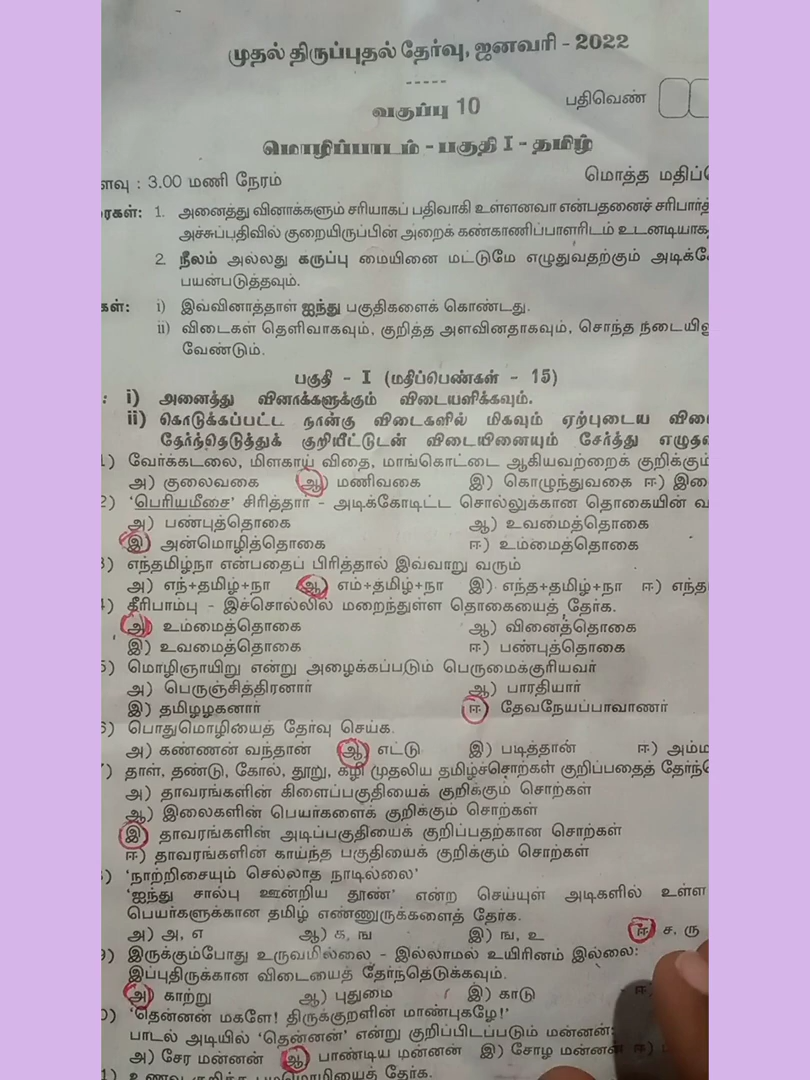 முதல் திருப்புதல் தேர்வு, ஜனவரி - 2022
-----
வகுப்பு 10
பதிவெண்
மொழிப்பாடம் - பகுதி I - தமிழ்
: 3.00 மணி நேரம்
மொத்த
1. அனைத்து வினாக்களும் சரியாகப் பதிவாகி உள்ளனவா என்பதனைச்
அச்சுப்பதிவில் குறையிருப்பின் அறைக் கண்காணிப்பாளரிடம்
2. நீலம் அல்லது கருப்பு மையினை மட்டுமே எழுதுவதற்கும்
பயன்படுத்தவும்.
i) இவ்வினாத்தாள் ஐந்து பகுதிகளைக் கொண்டது.
ii) விடைகள் தெளிவாகவும், குறித்த அளவினதாகவும், சொந்த
வேண்டும்.
பகுதி - I (மதிப்பெண்கள் - 15)
: i) அனைத்து வினாக்களுக்கும் விடையளிக்கவும்.
ii) கொடுக்கப்பட்ட நான்கு விடைகளில் மிகவும் ஏற்புடைய
தேர்ந்தெடுத்துக் குறியீட்டுடன் விடையினையும் சேர்த்து
1) வேர்க்கடலை, மிளகாய் விதை, மாங்கொட்டை ஆகியவற்றைக் குறிக்கும்
அ) குலைவகை ஆ) மணிவகை இ) கொழுந்துவகை ஈ)
2) 'பெரியமீசை' சிரித்தார் - அடிக்கோடிட்ட சொல்லுக்கான தொகையின்
அ) பண்புத்தொகை ஆ) உவமைத்தொகை
இ) அன்மொழித்தொகை ஈ) உம்மைத்தொகை
3) எந்தமிழ்நா என்பதைப் பிரித்தால் இவ்வாறு வரும்
அ) எந்+தமிழ்+நா ஆ) எம்+தமிழ்+நா இ) எந்த+தமிழ்+நா ஈ)
4) கீரிபாம்பு - இச்சொல்லில் மறைந்துள்ள தொகையைத் தேர்க.
அ) உம்மைத்தொகை ஆ) வினைத்தொகை
இ) உவமைத்தொகை ஈ) பண்புத்தொகை
5) மொழிஞாயிறு என்று அழைக்கப்படும் பெருமைக்குரியவர்
அ) பெருஞ்சித்திரனார் ஆ) பாரதியார்
இ) தமிழழகனார் ஈ) தேவநேயப்பாவாணர்
6) பொதுமொழியைத் தேர்வு செய்க.
அ) கண்ணன் வந்தான் ஆ) எட்டு இ) படித்தான் ஈ)
7) தாள், தண்டு, கோல், தூறு, கழி முதலிய தமிழ்ச்சொற்கள் குறிப்பதைத்
அ) தாவரங்களின் கிளைப்பகுதியைக் குறிக்கும் சொற்கள்
ஆ) இலைகளின் பெயர்களைக் குறிக்கும் சொற்கள்
இ) தாவரங்களின் அடிப்பகுதியைக் குறிப்பதற்கான சொற்கள்
ஈ) தாவரங்களின் காய்ந்த பகுதியைக் குறிக்கும் சொற்கள்
) 'நாற்றிசையும் செல்லாத நாடில்லை'
'ஐந்து சால்பு ஊன்றிய தூண்' என்ற செய்யுள் அடிகளில் உள்ள
பெயர்களுக்கான தமிழ் எண்ணுருக்களைத் தேர்க.
அ) அ, எ ஆ) க, ங இ) ங, உ ஈ) ச, ரு
9) இருக்கும்போது உருவமில்லை - இல்லாமல் உயிரினம் இல்லை:
இப்புதிருக்கான விடையைத் தேர்ந்தெடுக்கவும்.
அ) காற்று ஆ) புதுமை இ) காடு ஈ
0) 'தென்னன் மகளே! திருக்குறளின் மாண்புகழே!'
பாடல் அடியில் 'தென்னன்' என்று குறிப்பிடப்படும் மன்னன்:
அ) சேர மன்னன் ஆ) பாண்டிய மன்னன் இ) சோழ மன்னன் ஈ)